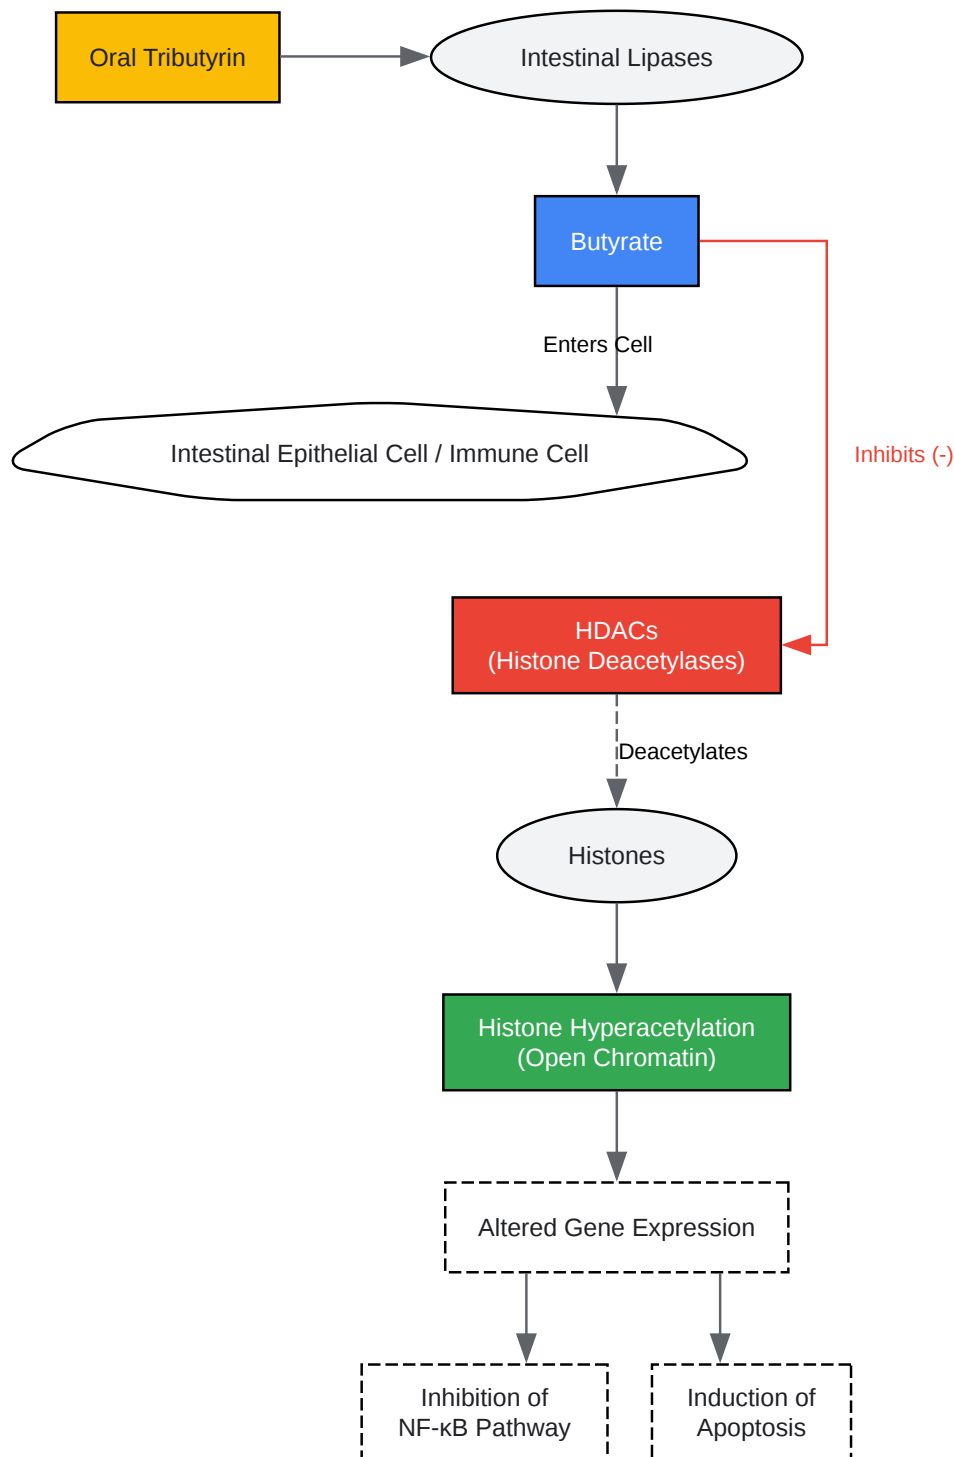 Oral Tributyrin
Intestinal Lipases
Butyrate
Enters Cell
Intestinal Epithelial Cell / Immune Cell
Inhibits (-)
HDACs
(Histone Deacetylases)
Deacetylates
Histones
Histone Hyperacetylation
(Open Chromatin)
Altered Gene Expression
Inhibition of
NF-κB Pathway
Induction of
Apoptosis